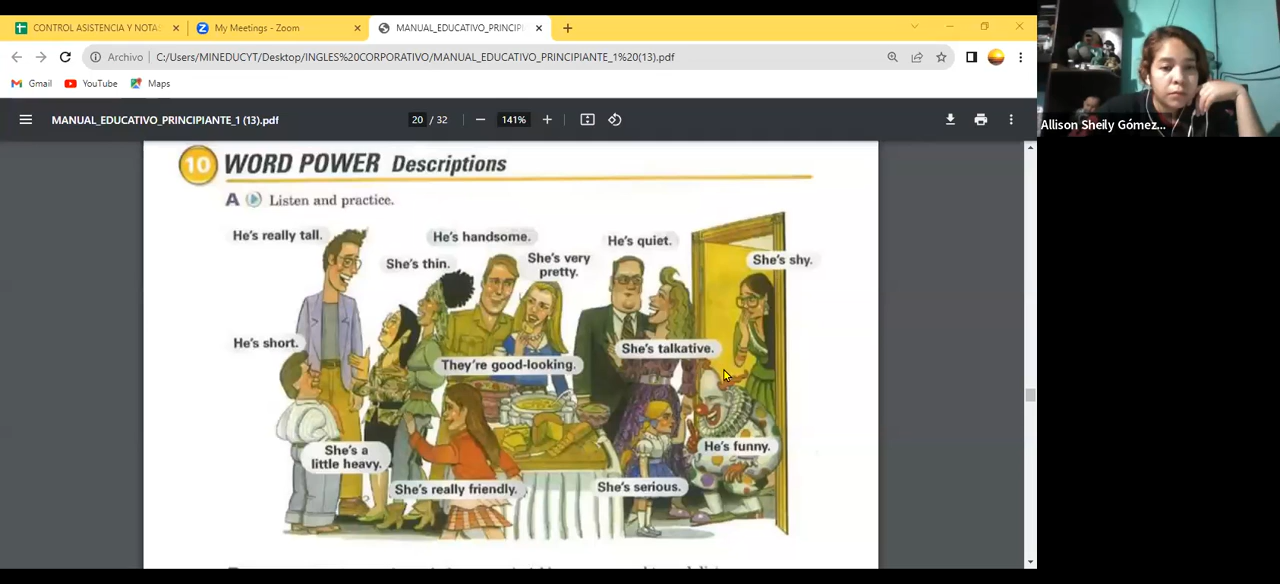 CONTROL ASISTENCIA Y NOTAS
My Meetings - Zoom
MANUAL_EDUCATIVO_PRINCIPI
Archivo
C:/Users/MINEDUCYT/Desktop/INGLES%20CORPORATIVO/MANUAL_EDUCATIVO_PRINCIPIANTE_1%20(13).pdf
Gmail
YouTube
Maps
MANUAL_EDUCATIVO_PRINCIPIANTE_1 (13).pdf
20 / 32
141%
Allison Sheily Gómez...
10 WORD POWER Descriptions
A Listen and practice.
He's really tall.
He's handsome.
He's quiet.
She's thin.
She's very
pretty.
She's shy.
He's short.
They're good-looking.
She's talkative.
She's a
little heavy.
He's funny.
She's really friendly.
She's serious.